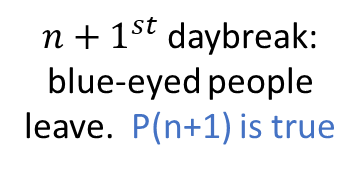 n + 1st daybreak:
blue-eyed people
leave. P(n+1) is true